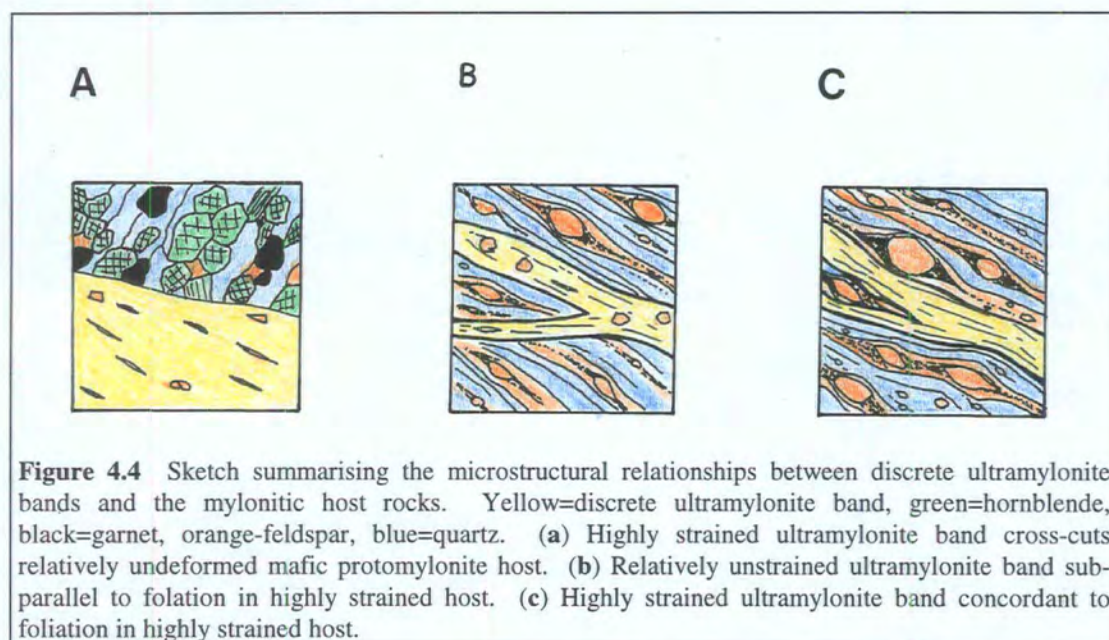 A
B
C
Figure 4.4 Sketch summarising the microstructural relationships between discrete ultramylonite
bands and the mylonitic host rocks. Yellow=discrete ultramylonite band, green=hornblende,
black=garnet, orange-feldspar, blue=quartz. (a) Highly strained ultramylonite band cross-cuts
relatively undeformed mafic protomylonite host. (b) Relatively unstrained ultramylonite band sub-
parallel to folation in highly strained host. (c) Highly strained ultramylonite band concordant to
foliation in highly strained host.